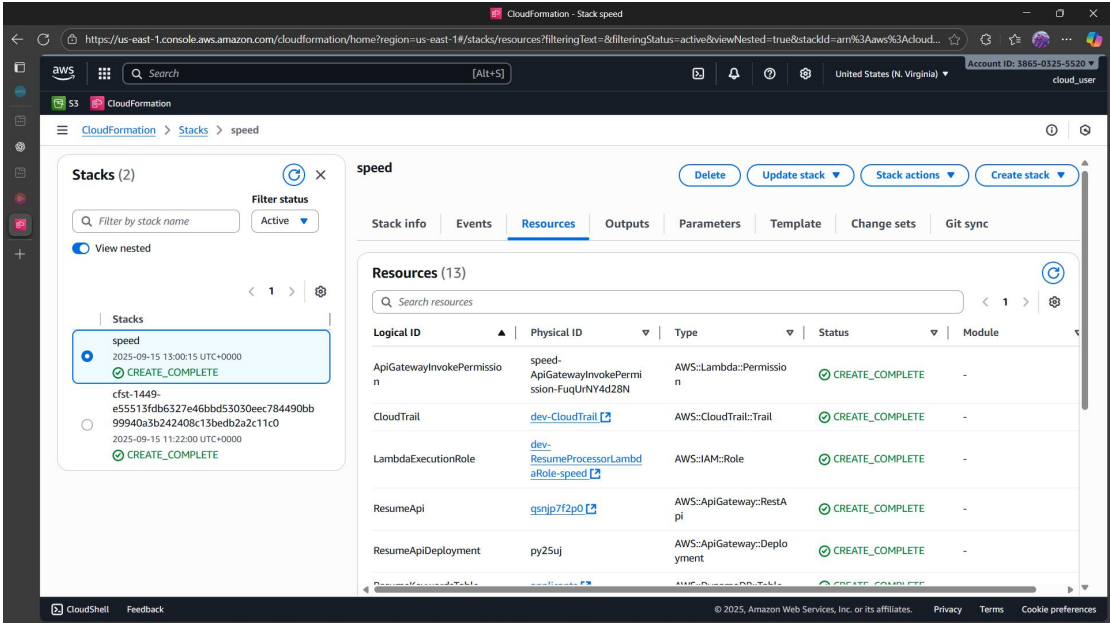 CloudFormation - Stack speed
https://us-east-1.console.aws.amazon.com/cloudformation/home?region=us-east-1#/stacks/resources?filteringText=&filteringStatus=active&viewNested=true&stackId=arn%3Aaws%3Acloud...
aws
Search [Alt+S]
United States (N. Virginia)
Account ID: 3865-0325-5520
cloud_user
S3 CloudFormation
CloudFormation > Stacks > speed
Stacks (2)
Filter status
Filter by stack name
Active
View nested
1
Stacks
speed
2025-09-15 13:00:15 UTC+0000
CREATE_COMPLETE
cfst-1449-
e55513fdb6327e46bbd53030eec784490bb
99940a3b242408c13bedb2a2c11c0
2025-09-15 11:22:00 UTC+0000
CREATE_COMPLETE
speed
Delete Update stack Stack actions Create stack
Stack info Events Resources Outputs Parameters Template Change sets Git sync
Resources (13)
Search resources
1
Logical ID Physical ID Type Status Module
ApiGatewayInvokePermissio
n
speed-
ApiGatewayInvokePermi
ssion-FuqUrNY4d28N
AWS::Lambda::Permissio
n
CREATE_COMPLETE -
CloudTrail dev-CloudTrail AWS::CloudTrail::Trail CREATE_COMPLETE -
LambdaExecutionRole
dev-
ResumeProcessorLambd
aRole-speed
AWS::IAM::Role CREATE_COMPLETE -
ResumeApi qsnjp7f2p0
AWS::ApiGateway::RestA
pi
CREATE_COMPLETE -
ResumeApiDeployment py25uj
AWS::ApiGateway::Deplo
yment
CREATE_COMPLETE -
CloudShell Feedback © 2025, Amazon Web Services, Inc. or its affiliates. Privacy Terms Cookie preferences